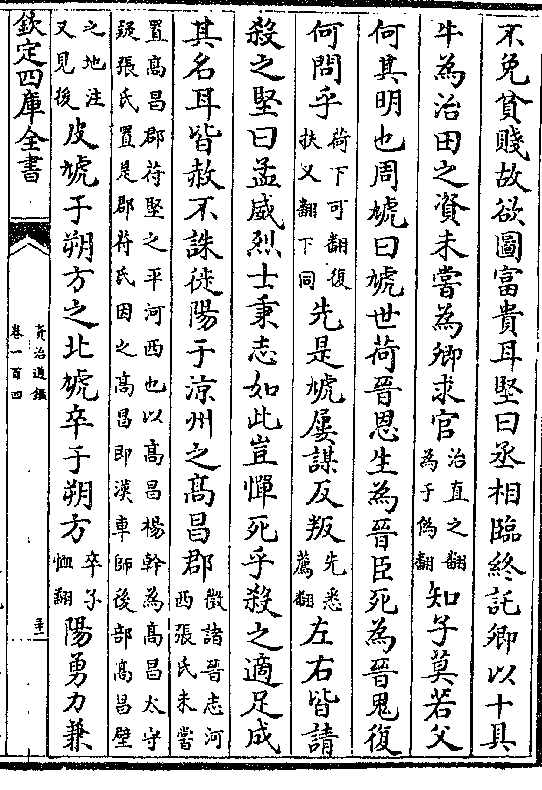 不免貧賤故欲圖富貴耳堅曰丞相臨終託卿以十具
牛為治田之資未嘗為卿求官治直之翻為于偽翻知子莫若父
何其明也周虓曰虓世荷晉恩生為晉臣死為晉鬼復
何問乎荷下可翻復扶又翻下同先是虓屢謀反叛先悉薦翻左右皆請
殺之堅曰孟威烈士秉志如此豈憚死乎殺之適足成
其名耳皆赦不誅徙陽于涼州之高昌郡徵諸晉志河西張氏未嘗
置高昌郡苻堅之平河西也以高昌楊幹為高昌太守疑張氏置是郡苻氏因之高昌即漢車師後部高昌壁
之地注又見後皮虓于朔方之北虓卒于朔方卒子恤翻陽勇力兼
欽定四庫全書
資治通鑑
卷一百四